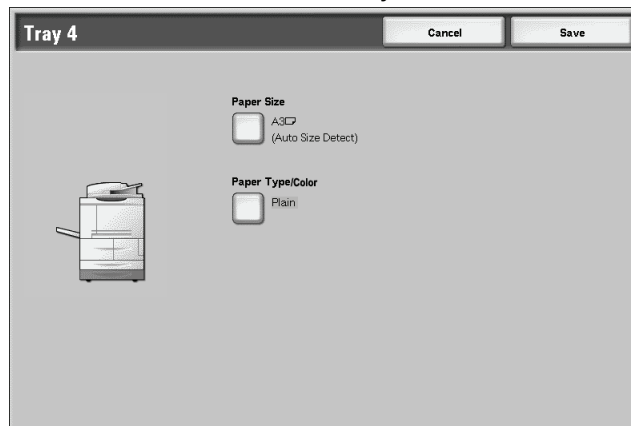 Tray 4
Cancel
Save
Paper Size
A3
(Auto Size Detect)
Paper Type/Color
Plain